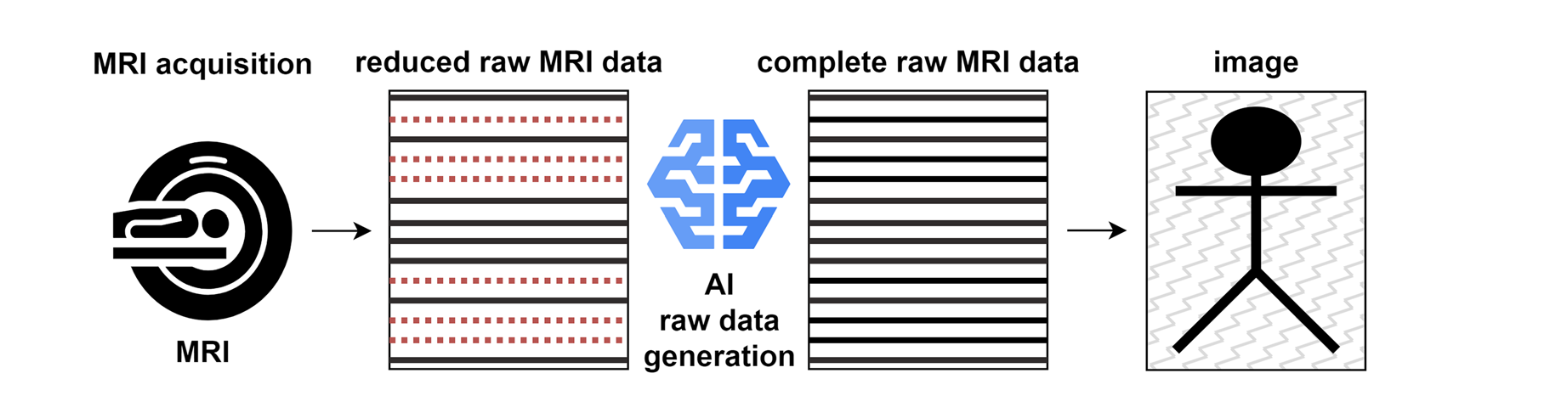 MRI acquisition
reduced raw MRI data
complete raw MRI data
image
MRI
AI
raw data
generation